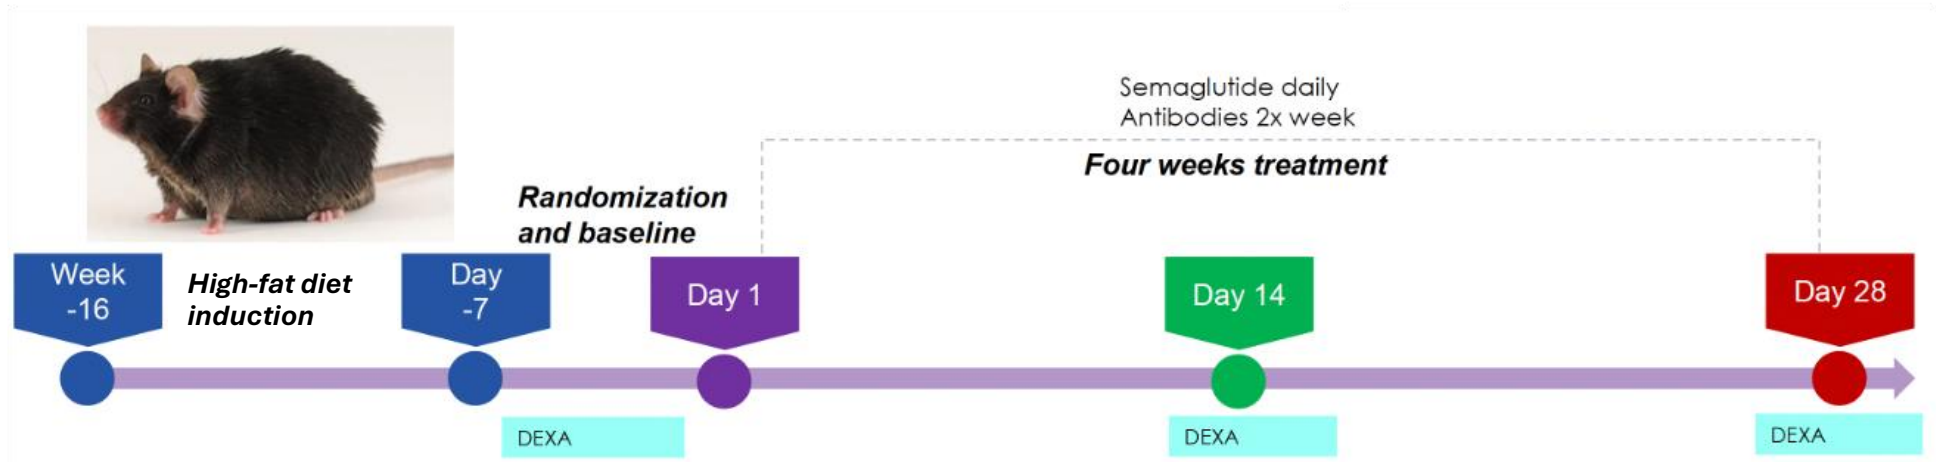 Semaglutide daily
Antibodies 2x week
Four weeks treatment
Randomization
and baseline
Week
-16
High-fat diet
induction
Day
-7
Day 1
Day 14
Day 28
DEXA
DEXA
DEXA